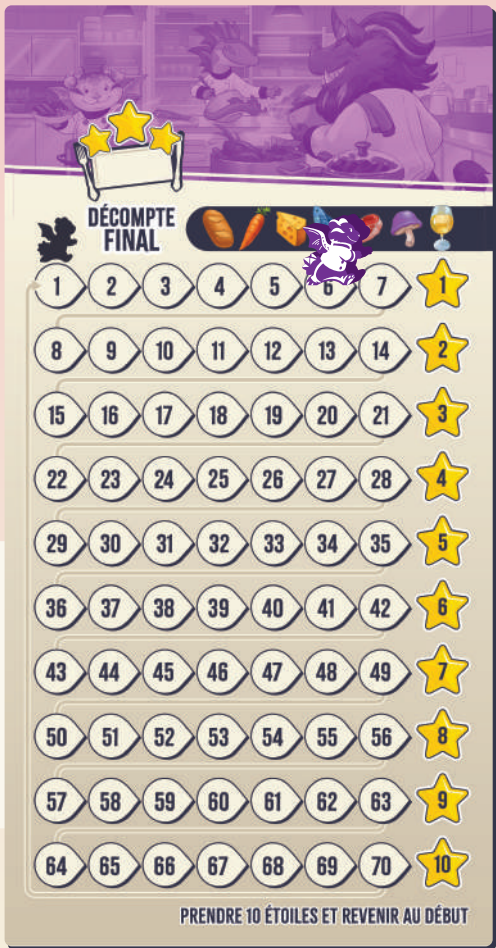 DÉCOMPTE
FINAL
1 2 3 4 5 6 7 1
8 9 10 11 12 13 14 2
15 16 17 18 19 20 21 3
22 23 24 25 26 27 28 4
29 30 31 32 33 34 35 5
36 37 38 39 40 41 42 6
43 44 45 46 47 48 49 7
50 51 52 53 54 55 56 8
57 58 59 60 61 62 63 9
64 65 66 67 68 69 70 10
PRENDRE 10 ÉTOILES ET REVENIR AU DÉBUT